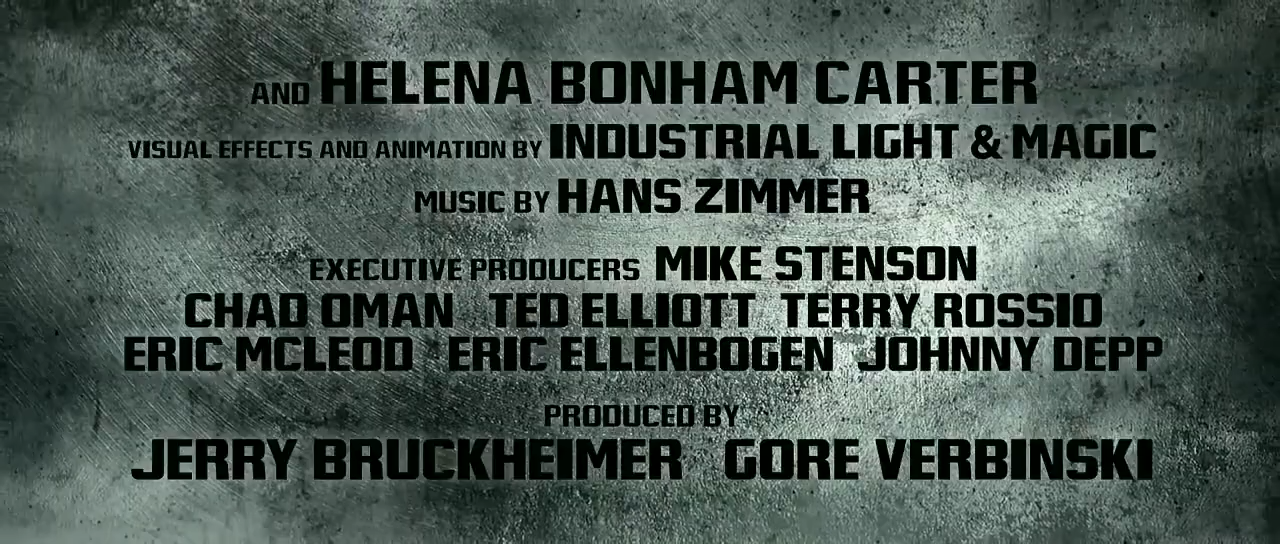 AND HELENA BONHAM CARTER
VISUAL EFFECTS AND ANIMATION BY INDUSTRIAL LIGHT & MAGIC
MUSIC BY HANS ZIMMER
EXECUTIVE PRODUCERS MIKE STENSON
CHAD OMAN TED ELLIOTT TERRY ROSSIO
ERIC MCLEOD ERIC ELLENBOGEN JOHNNY DEPP
PRODUCED BY
JERRY BRUCKHEIMER GORE VERBINSKI